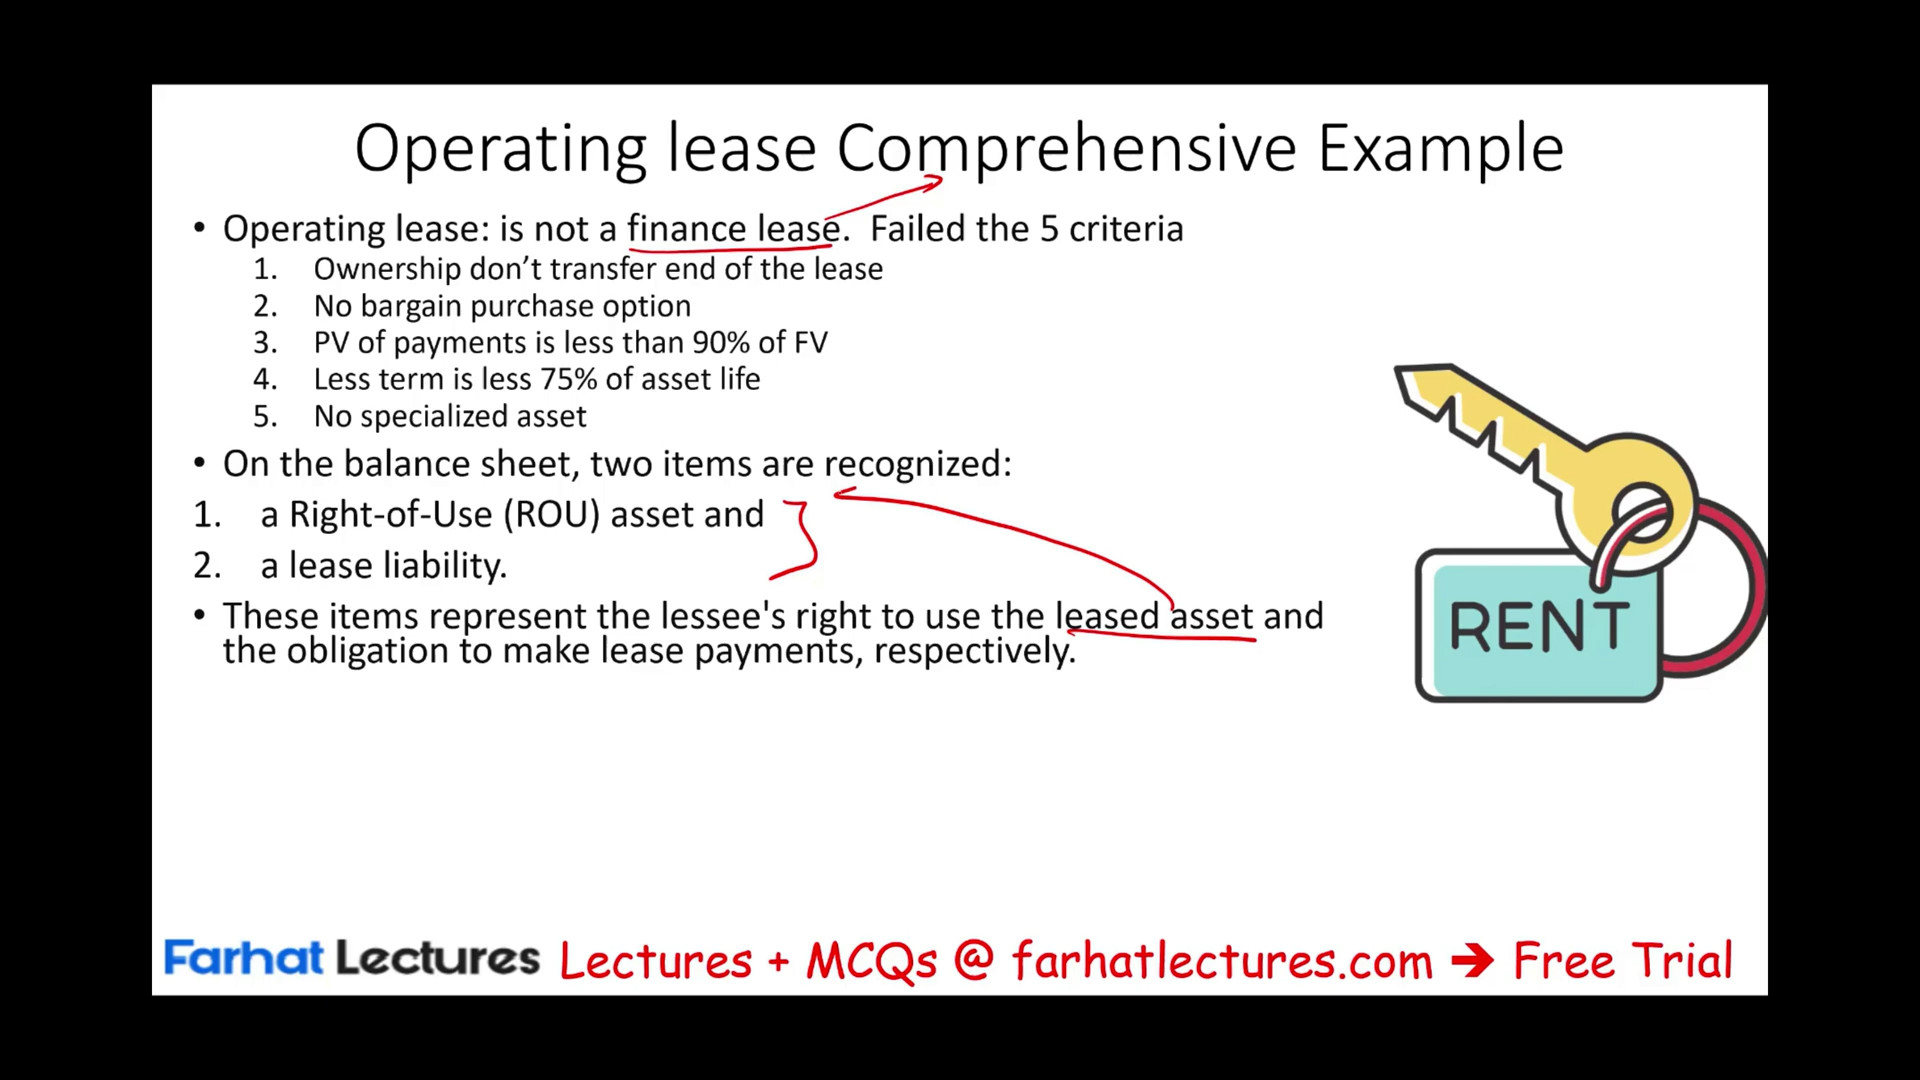 Operating lease Comprehensive Example
• Operating lease: is not a finance lease. Failed the 5 criteria
1. Ownership don’t transfer end of the lease
2. No bargain purchase option
3. PV of payments is less than 90% of FV
4. Less term is less 75% of asset life
5. No specialized asset
• On the balance sheet, two items are recognized:
1. a Right-of-Use (ROU) asset and
2. a lease liability.
• These items represent the lessee's right to use the leased asset and
the obligation to make lease payments, respectively.
RENT
Farhat Lectures Lectures + MCQs @ farhatlectures.com ➔ Free Trial